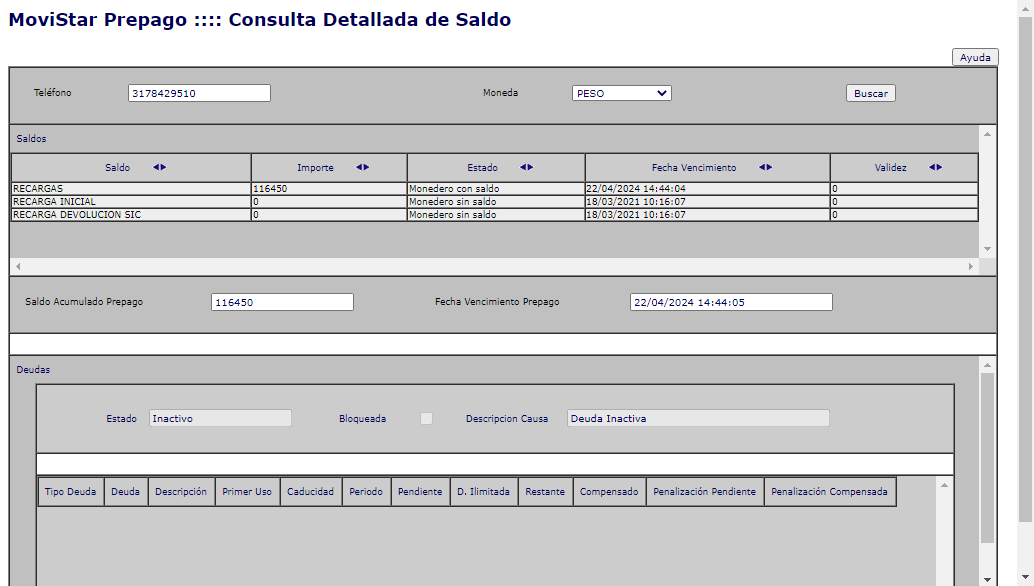 MoviStar Prepago :::: Consulta Detallada de Saldo
Ayuda
Teléfono 3178429510 Moneda PESO Buscar
Saldos
Saldo Importe Estado Fecha Vencimiento Validez
RECARGAS 116450 Monedero con saldo 22/04/2024 14:44:04 0
RECARGA INICIAL 0 Monedero sin saldo 18/03/2021 10:16:07 0
RECARGA DEVOLUCION SIC 0 Monedero sin saldo 18/03/2021 10:16:07 0
Saldo Acumulado Prepago 116450 Fecha Vencimiento Prepago 22/04/2024 14:44:05
Deudas
Estado Inactivo Bloqueada Descripcion Causa Deuda Inactiva
Tipo Deuda Deuda Descripción Primer Uso Caducidad Periodo Pendiente D. Ilimitada Restante Compensado Penalización Pendiente Penalización Compensada